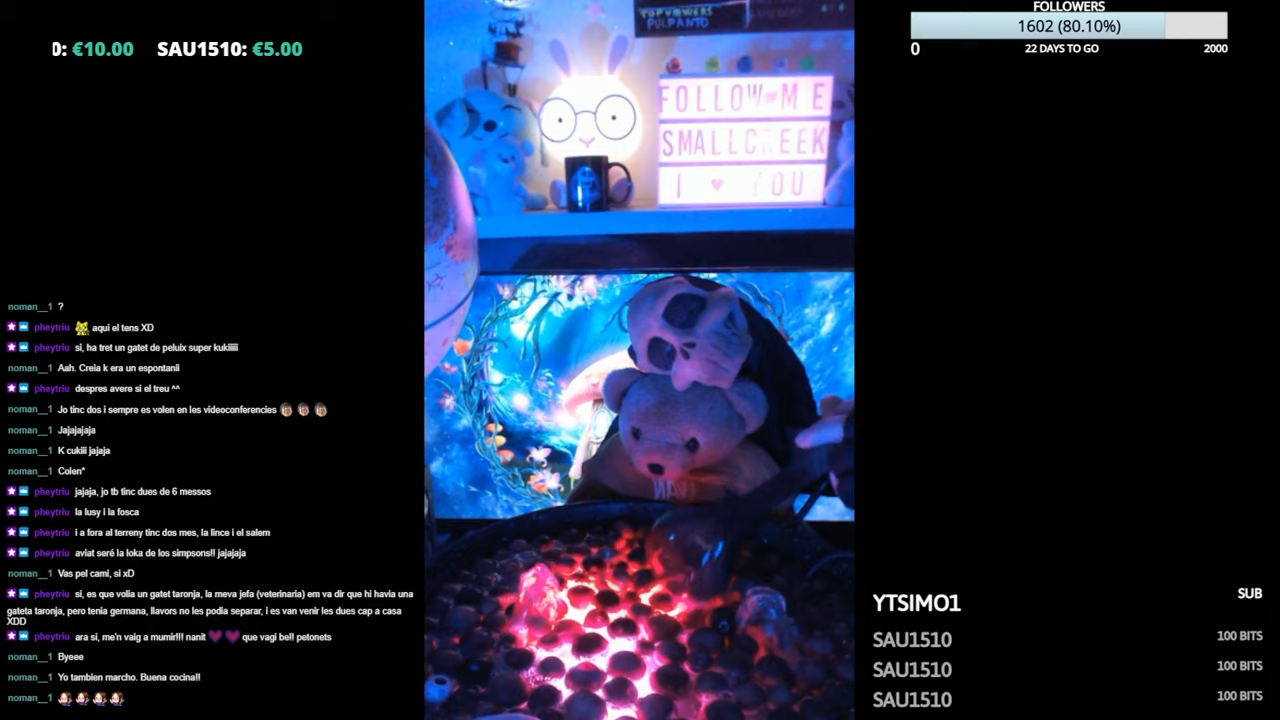 0: €10.00 SAU1510: €5.00
TOPVIEWERS
PULPANTO
FOLLOWERS
1602 (80.10%)
0 22 DAYS TO GO 2000
FOLLOW ME
SMALLCREEK
I ♥ YOU
noman__1 ?
pheytriu aqui el tens XD
pheytriu si, ha tret un gatet de peluix super kukiiiii
noman__1 Aah. Creia k era un espontanii
pheytriu despres avere si el treu ^^
noman__1 Jo tinc dos i sempre es volen en les videoconferencies
noman__1 Jajajajaja
noman__1 K cukiii jajaja
noman__1 Colen*
pheytriu jajaja, jo tb tinc dues de 6 messos
pheytriu la lusy i la fosca
pheytriu i a fora al terreny tinc dos mes, la lince i el salem
pheytriu aviat seré la loka de los simpsons!! jajajaja
noman__1 Vas pel cami, si xD
pheytriu si, es que volia un gatet taronja, la meva jefa (veterinaria) em va dir que hi havia una
gateta taronja, pero tenia germana, llavors no les podia separar, i es van venir les dues cap a casa
XDD
pheytriu ara si, me'n vaig a mumir!!! nanit 💜 💜 que vagi be!! petonets
noman__1 Byeee
noman__1 Yo tambien marcho. Buena cocina!!
noman__1
YTSIMO1 SUB
SAU1510 100 BITS
SAU1510 100 BITS
SAU1510 100 BITS